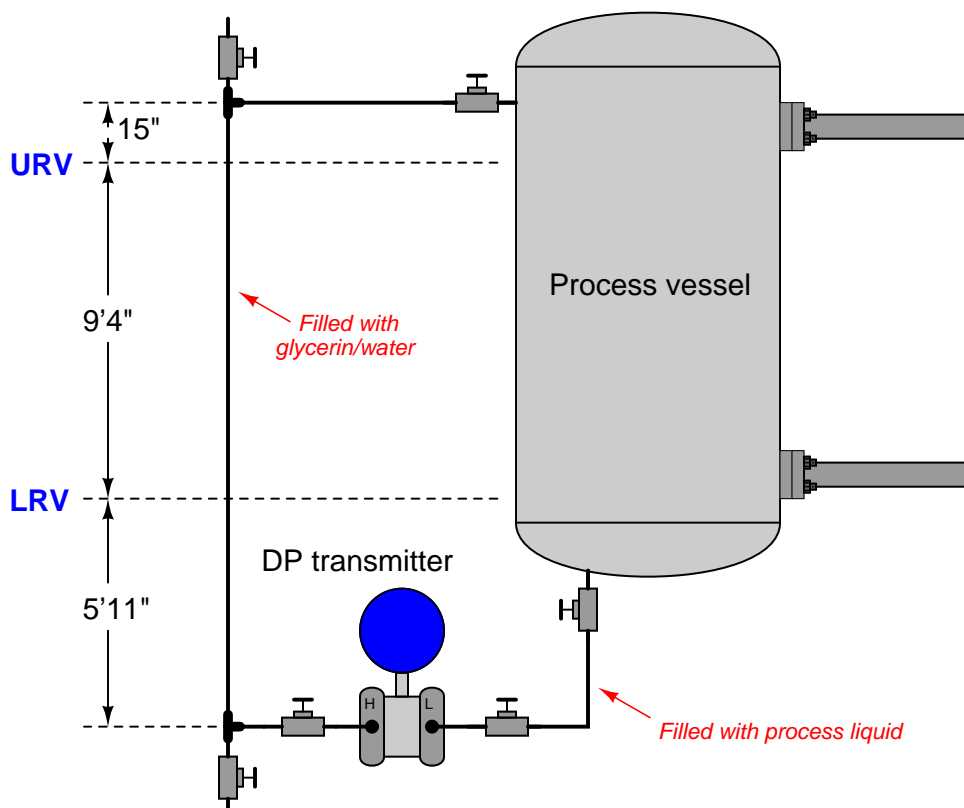 15"
URV
9'4"
Process vessel
Filled with
glycerin/water
LRV
DP transmitter
5'11"
H
L
Filled with process liquid